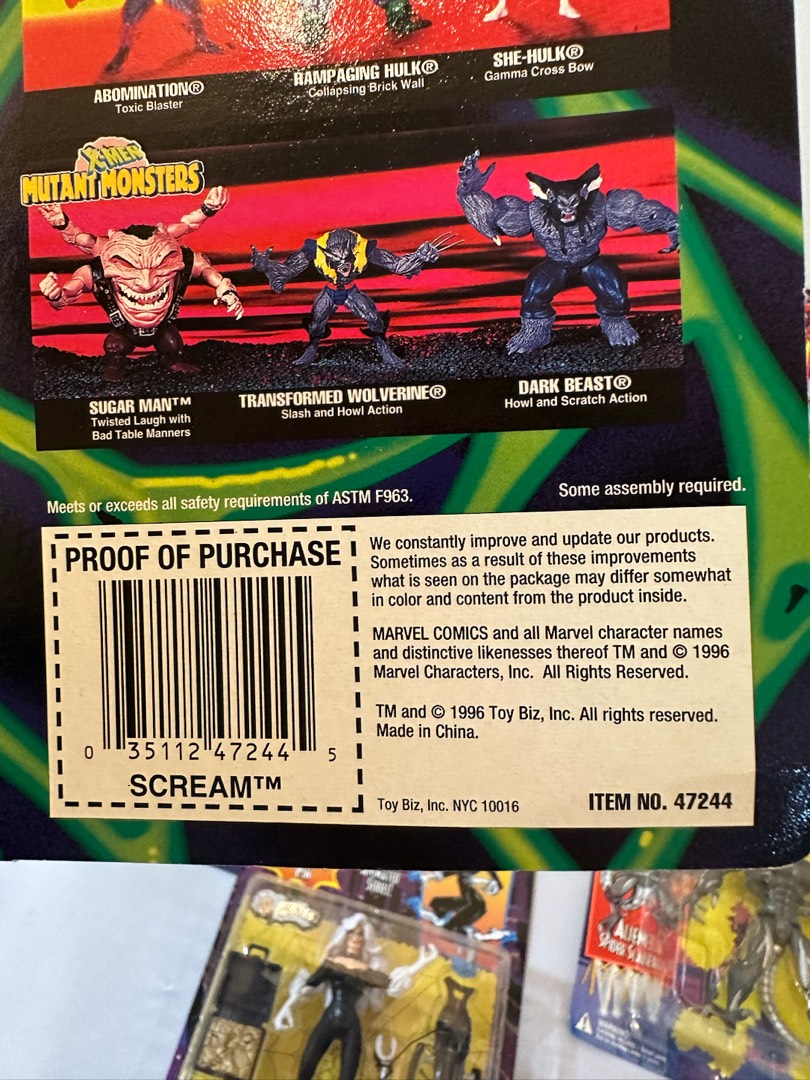 ABOMINATION®
Toxic Blaster
RAMPAGING HULK®
Collapsing Brick Wall
SHE-HULK®
Gamma Cross Bow
X-MEN
MUTANT MONSTERS
SUGAR MAN™
Twisted Laugh with
Bad Table Manners
TRANSFORMED WOLVERINE®
Slash and Howl Action
DARK BEAST®
Howl and Scratch Action
Meets or exceeds all safety requirements of ASTM F963.
Some assembly required.
PROOF OF PURCHASE
0 35112 47244 5
SCREAM™
We constantly improve and update our products.
Sometimes as a result of these improvements
what is seen on the package may differ somewhat
in color and content from the product inside.
MARVEL COMICS and all Marvel character names
and distinctive likenesses thereof TM and © 1996
Marvel Characters, Inc. All Rights Reserved.
TM and © 1996 Toy Biz, Inc. All rights reserved.
Made in China.
Toy Biz, Inc. NYC 10016
ITEM NO. 47244
ALIEN
SPIDER